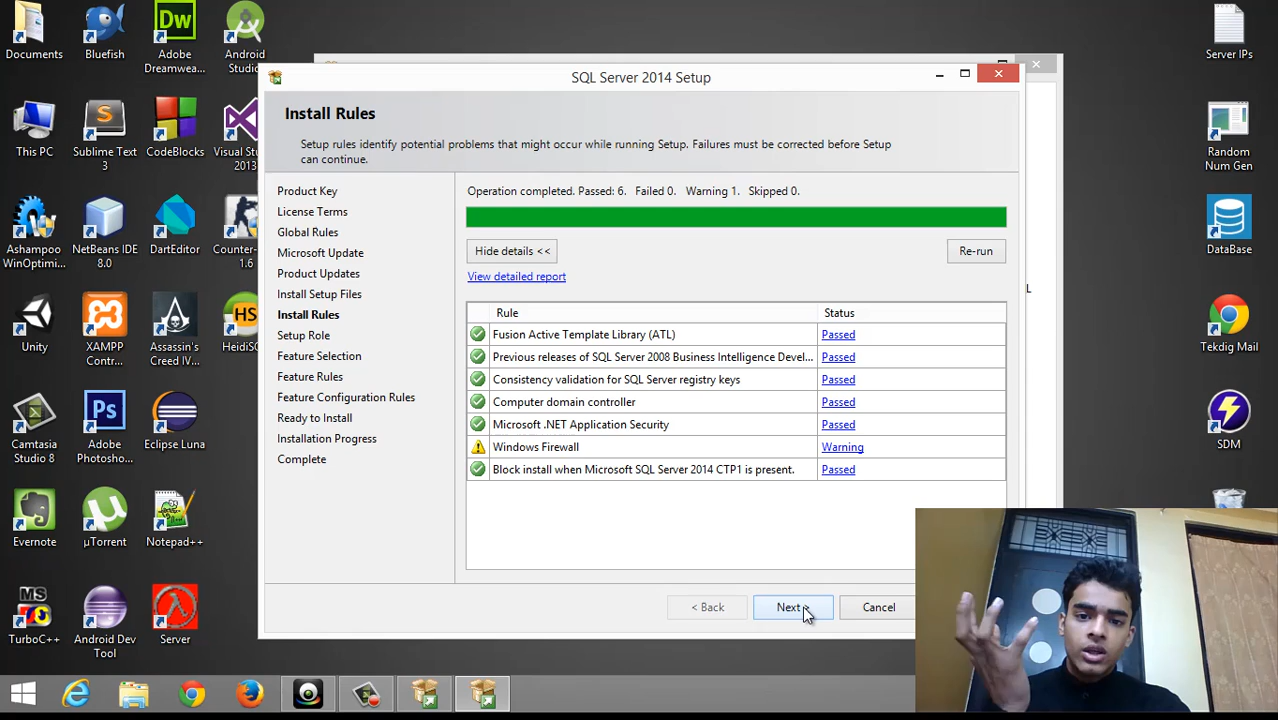 Documents
Bluefish
Dw
Adobe
Dreamwea...
Android
Studio
Server IPs
SQL Server 2014 Setup
Install Rules
Setup rules identify potential problems that might occur while running Setup. Failures must be corrected before Setup
can continue.
This PC
S
Sublime Text
3
CodeBlocks
Visual Stu
2013
Random
Num Gen
Product Key
License Terms
Global Rules
Microsoft Update
Product Updates
Install Setup Files
Install Rules
Setup Role
Feature Selection
Feature Rules
Feature Configuration Rules
Ready to Install
Installation Progress
Complete
Operation completed. Passed: 6.   Failed 0.   Warning 1.   Skipped 0.
Hide details <<
Re-run
View detailed report
Rule
Status
Fusion Active Template Library (ATL)
Passed
Previous releases of SQL Server 2008 Business Intelligence Devel...
Passed
Consistency validation for SQL Server registry keys
Passed
Computer domain controller
Passed
Microsoft .NET Application Security
Passed
Windows Firewall
Warning
Block install when Microsoft SQL Server 2014 CTP1 is present.
Passed
< Back
Next >
Cancel
L
Ashampoo
WinOptimi...
NetBeans IDE
8.0
DartEditor
Counter-
1.6
DataBase
Unity
XAMPP
Contr...
Assassin's
Creed IV...
HS
HeidiS
Tekdig Mail
Camtasia
Studio 8
Ps
Adobe
Photosho...
Eclipse Luna
SDM
Evernote
µTorrent
Notepad++
MS
TurboC++
Android Dev
Tool
Server